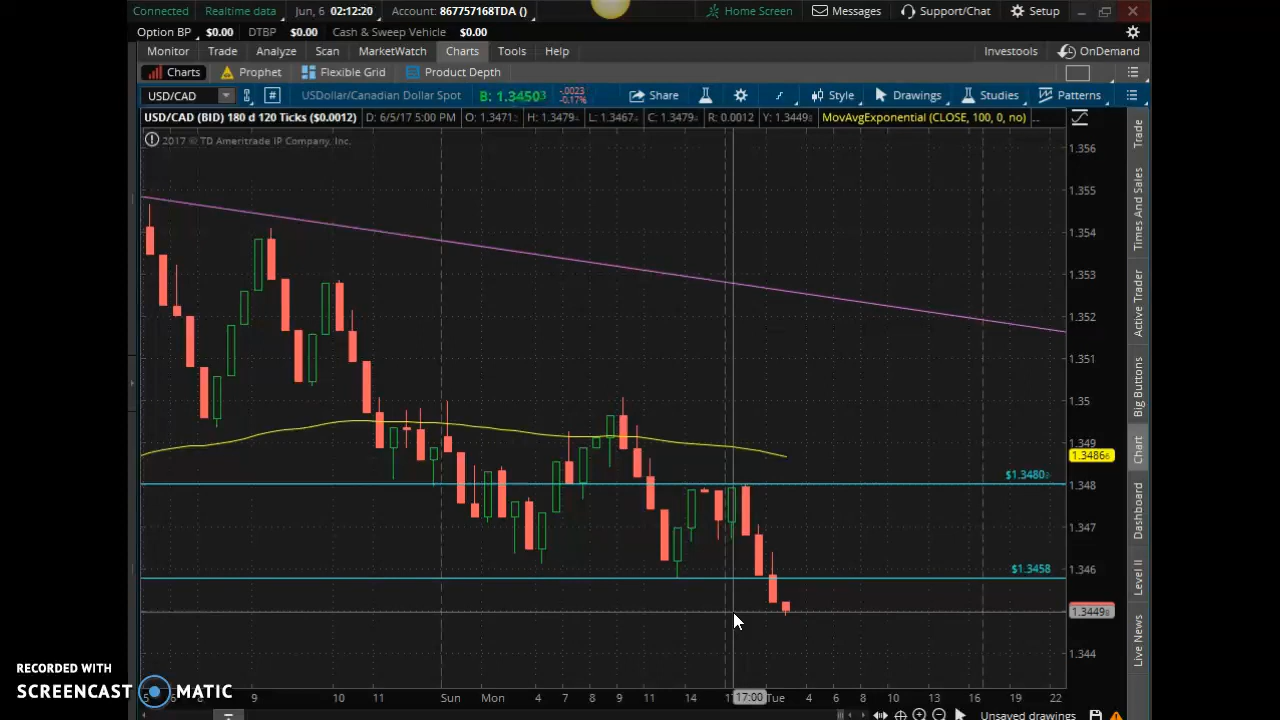 Connected Realtime data Jun, 6 02:12:20 Account: 867757168TDA () Home Screen Messages Support/Chat Setup
Option BP $0.00 DTBP $0.00 Cash & Sweep Vehicle $0.00
Monitor Trade Analyze Scan MarketWatch Charts Tools Help Investools OnDemand
Charts Prophet Flexible Grid Product Depth
USD/CAD # USDollar/Canadian Dollar Spot B: 1.34503 -.0023 -0.17% Share Style Drawings Studies Patterns
USD/CAD (BID) 180 d 120 Ticks ($0.0012) D: 6/5/17 5:00 PM O: 1.3471 H: 1.3479 L: 1.3467 C: 1.3479 R: 0.0012 Y: 1.3449 MovAvgExponential (CLOSE, 100, 0, no) ...
2017 © TD Ameritrade IP Company, Inc.
1.356
1.355
1.354
1.353
1.352
1.351
1.35
1.349
1.3486
$1.3480
1.348
1.347
$1.3458
1.346
1.3449
1.344
Trade
Times And Sales
Active Trader
Big Buttons
Chart
Dashboard
Level II
Live News
8 9 10 11 Sun Mon 4 7 8 9 11 14 17:00 Tue 4 6 8 10 13 16 19 22
Unsaved drawings
RECORDED WITH
SCREENCAST MATIC